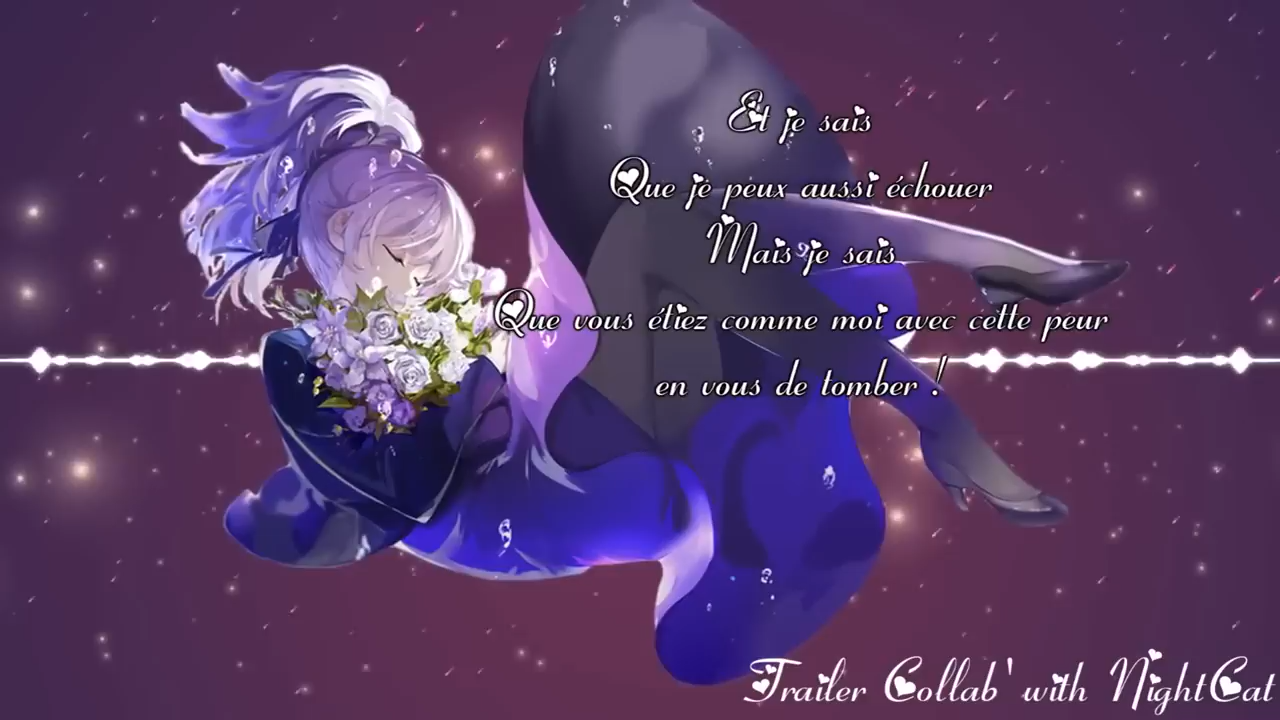 Et je sais
Que je peux aussi échouer
Mais je sais
Que vous étiez comme moi avec cette peur
en vous de tomber !
Trailer Collab' with NightCat